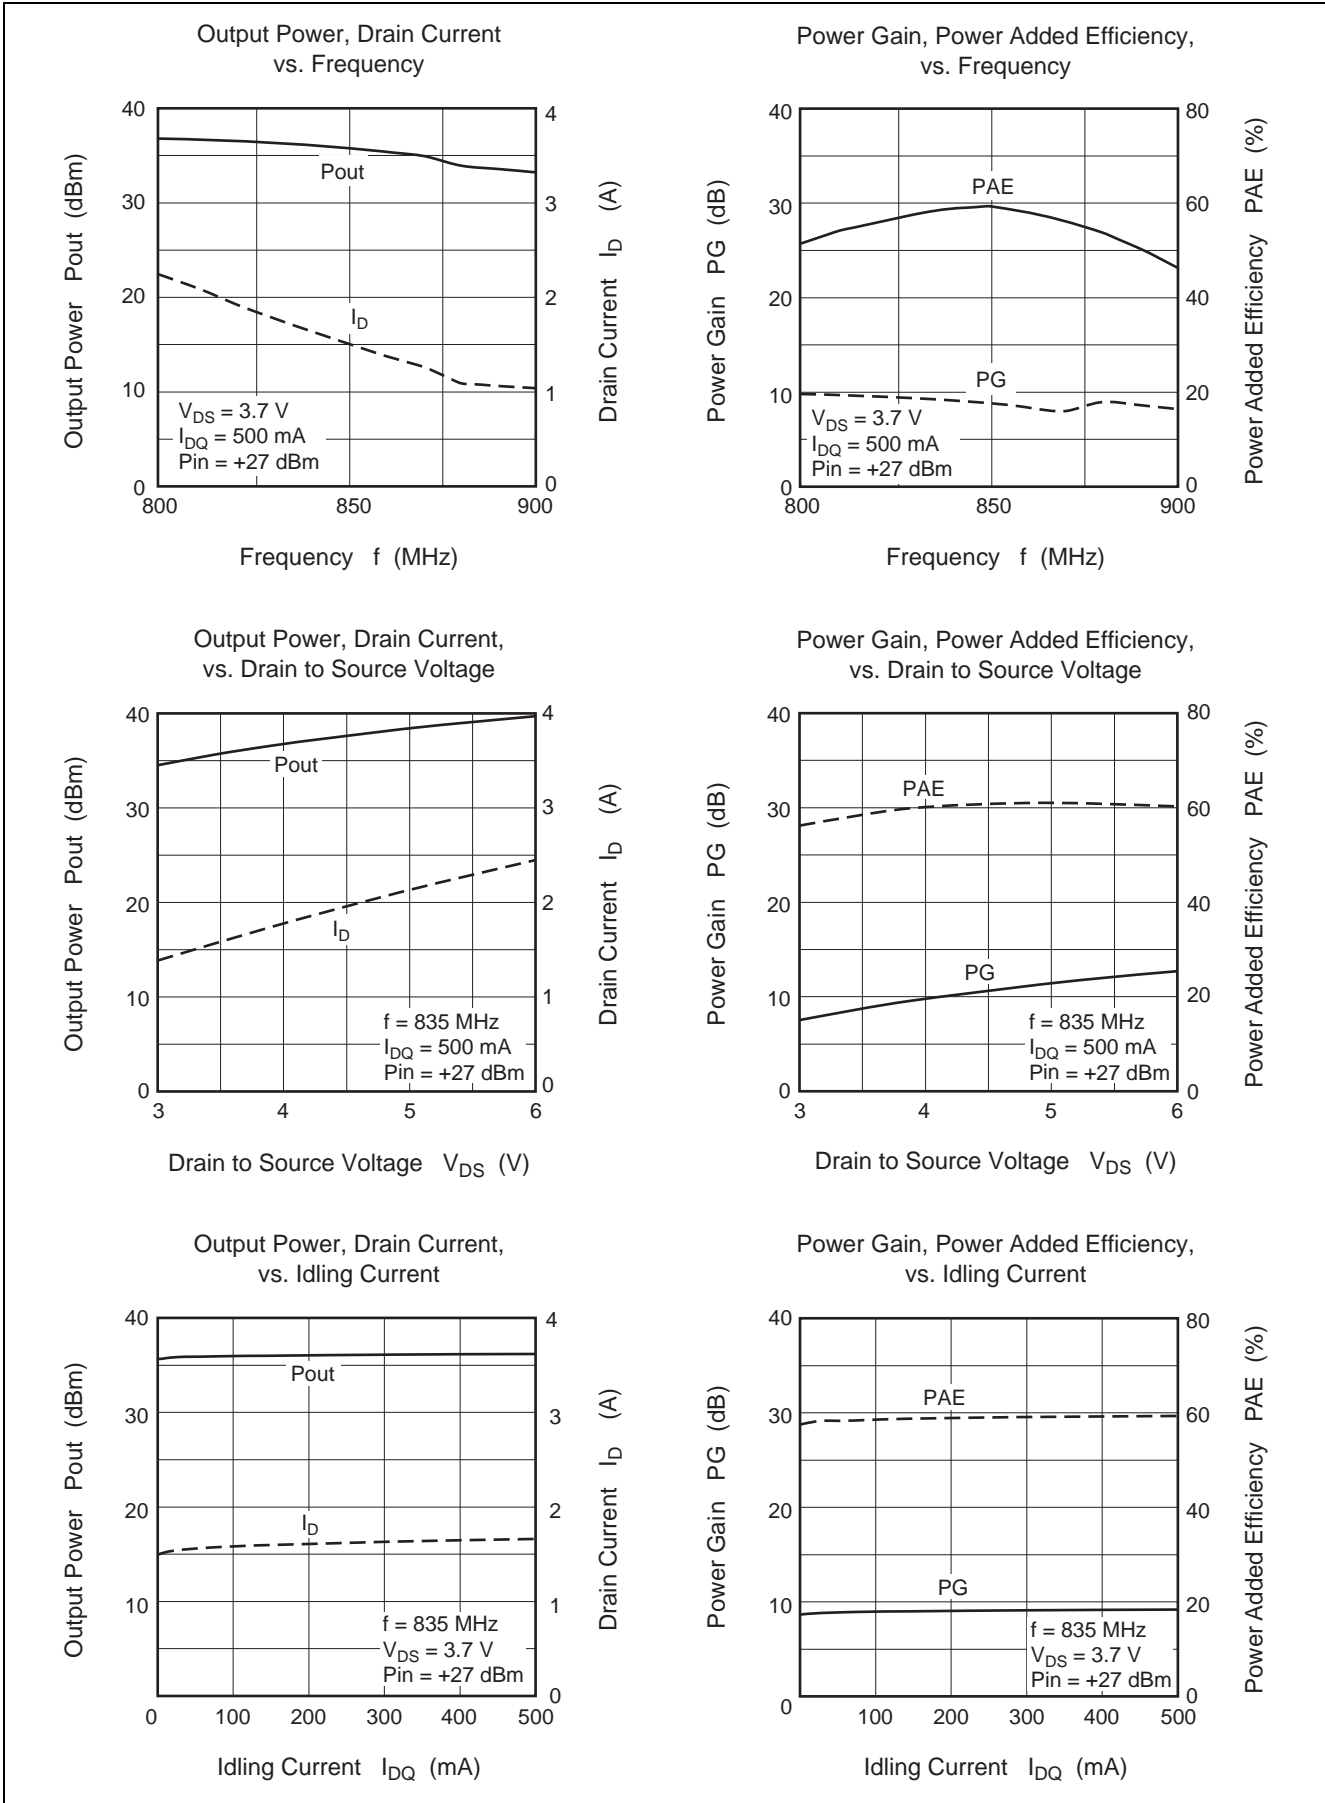 Output Power, Drain Current
vs. Frequency
40
30
20
10
0
4
3
2
1
0
Output Power Pout (dBm)
Drain Current I_D (A)
Pout
I_D
V_DS = 3.7 V
I_DQ = 500 mA
Pin = +27 dBm
800
850
900
Frequency f (MHz)
Power Gain, Power Added Efficiency,
vs. Frequency
40
30
20
10
0
80
60
40
20
0
Power Gain PG (dB)
Power Added Efficiency PAE (%)
PAE
PG
V_DS = 3.7 V
I_DQ = 500 mA
Pin = +27 dBm
800
850
900
Frequency f (MHz)
Output Power, Drain Current,
vs. Drain to Source Voltage
40
30
20
10
0
4
3
2
1
0
Output Power Pout (dBm)
Drain Current I_D (A)
Pout
I_D
f = 835 MHz
I_DQ = 500 mA
Pin = +27 dBm
3
4
5
6
Drain to Source Voltage V_DS (V)
Power Gain, Power Added Efficiency,
vs. Drain to Source Voltage
40
30
20
10
0
80
60
40
20
0
Power Gain PG (dB)
Power Added Efficiency PAE (%)
PAE
PG
f = 835 MHz
I_DQ = 500 mA
Pin = +27 dBm
3
4
5
6
Drain to Source Voltage V_DS (V)
Output Power, Drain Current,
vs. Idling Current
40
30
20
10
0
4
3
2
1
0
Output Power Pout (dBm)
Drain Current I_D (A)
Pout
I_D
f = 835 MHz
V_DS = 3.7 V
Pin = +27 dBm
100
200
300
400
500
Idling Current I_DQ (mA)
Power Gain, Power Added Efficiency,
vs. Idling Current
40
30
20
10
0
80
60
40
20
0
Power Gain PG (dB)
Power Added Efficiency PAE (%)
PAE
PG
f = 835 MHz
V_DS = 3.7 V
Pin = +27 dBm
100
200
300
400
500
Idling Current I_DQ (mA)